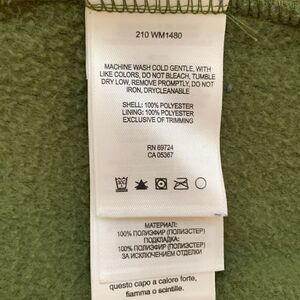 210 WM1480
MACHINE WASH COLD GENTLE, WITH
LIKE COLORS, DO NOT BLEACH, TUMBLE
DRY LOW, REMOVE PROMPTLY, DO NOT
IRON, DRYCLEANABLE
SHELL: 100% POLYESTER
LINING: 100% POLYESTER
EXCLUSIVE OF TRIMMING
RN 69724
CA 05367
МАТЕРИАЛ:
100% ПОЛИЭФИР (ПОЛИЭСТЕР)
ПОДКЛАДКА:
100% ПОЛИЭФИР (ПОЛИЭСТЕР)
ЗА ИСКЛЮЧЕНИЕМ ОТДЕЛКИ
questo capo a calore forte,
fiamma o scintille.